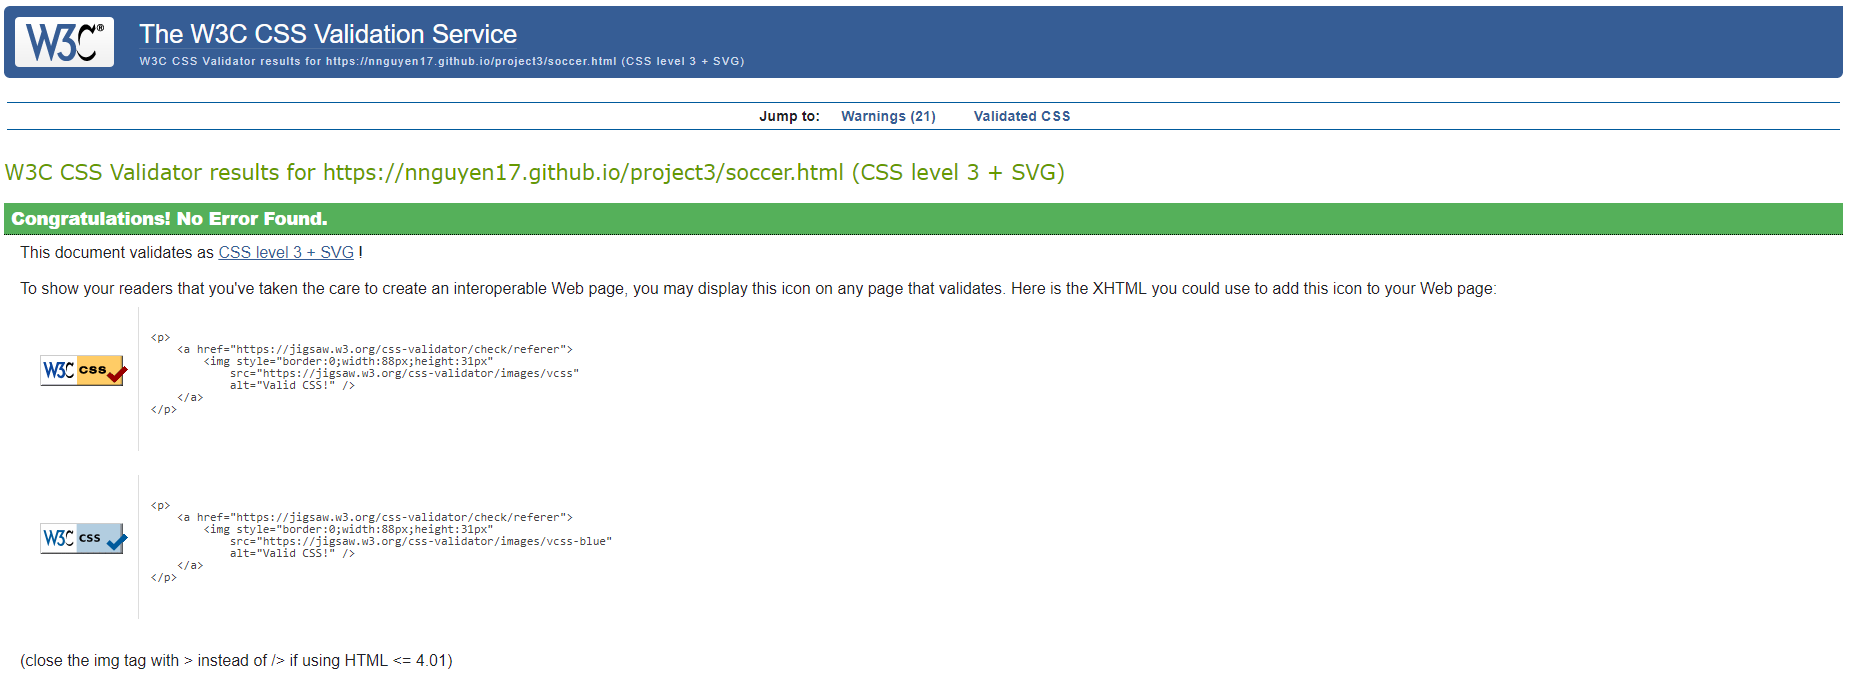 W3C® The W3C CSS Validation Service
W3C CSS Validator results for https://nnguyen17.github.io/project3/soccer.html (CSS level 3 + SVG)
Jump to: Warnings (21) Validated CSS
W3C CSS Validator results for https://nnguyen17.github.io/project3/soccer.html (CSS level 3 + SVG)
Congratulations! No Error Found.
This document validates as CSS level 3 + SVG !
To show your readers that you've taken the care to create an interoperable Web page, you may display this icon on any page that validates. Here is the XHTML you could use to add this icon to your Web page:
W3C css
<p>
<a href="https://jigsaw.w3.org/css-validator/check/referer">
<img style="border:0;width:88px;height:31px"
src="https://jigsaw.w3.org/css-validator/images/vcss"
alt="Valid CSS!" />
</a>
</p>
W3C css
<p>
<a href="https://jigsaw.w3.org/css-validator/check/referer">
<img style="border:0;width:88px;height:31px"
src="https://jigsaw.w3.org/css-validator/images/vcss-blue"
alt="Valid CSS!" />
</a>
</p>
(close the img tag with > instead of /> if using HTML <= 4.01)